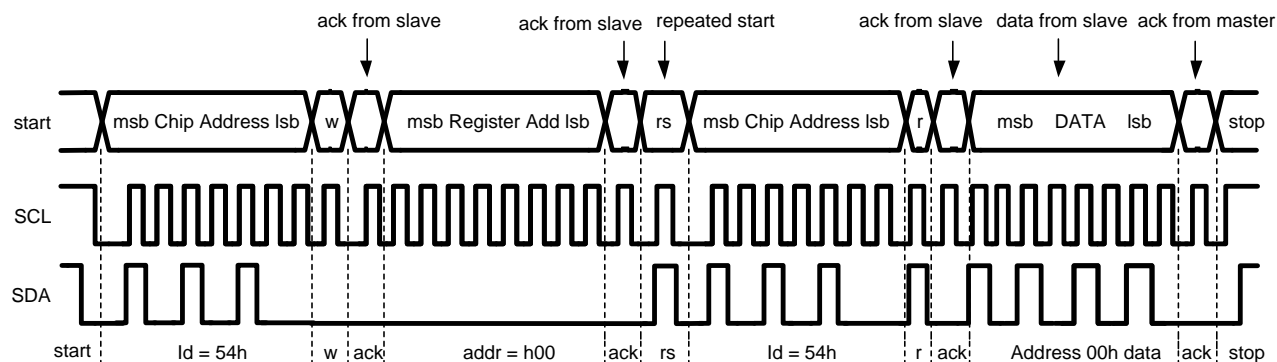 ack from slave ack from slave repeated start ack from slave data from slave ack from master
start msb Chip Address lsb w msb Register Add lsb rs msb Chip Address lsb r msb DATA lsb stop
SCL
SDA
start Id = 54h w ack addr = h00 ack rs Id = 54h r ack Address 00h data ack stop